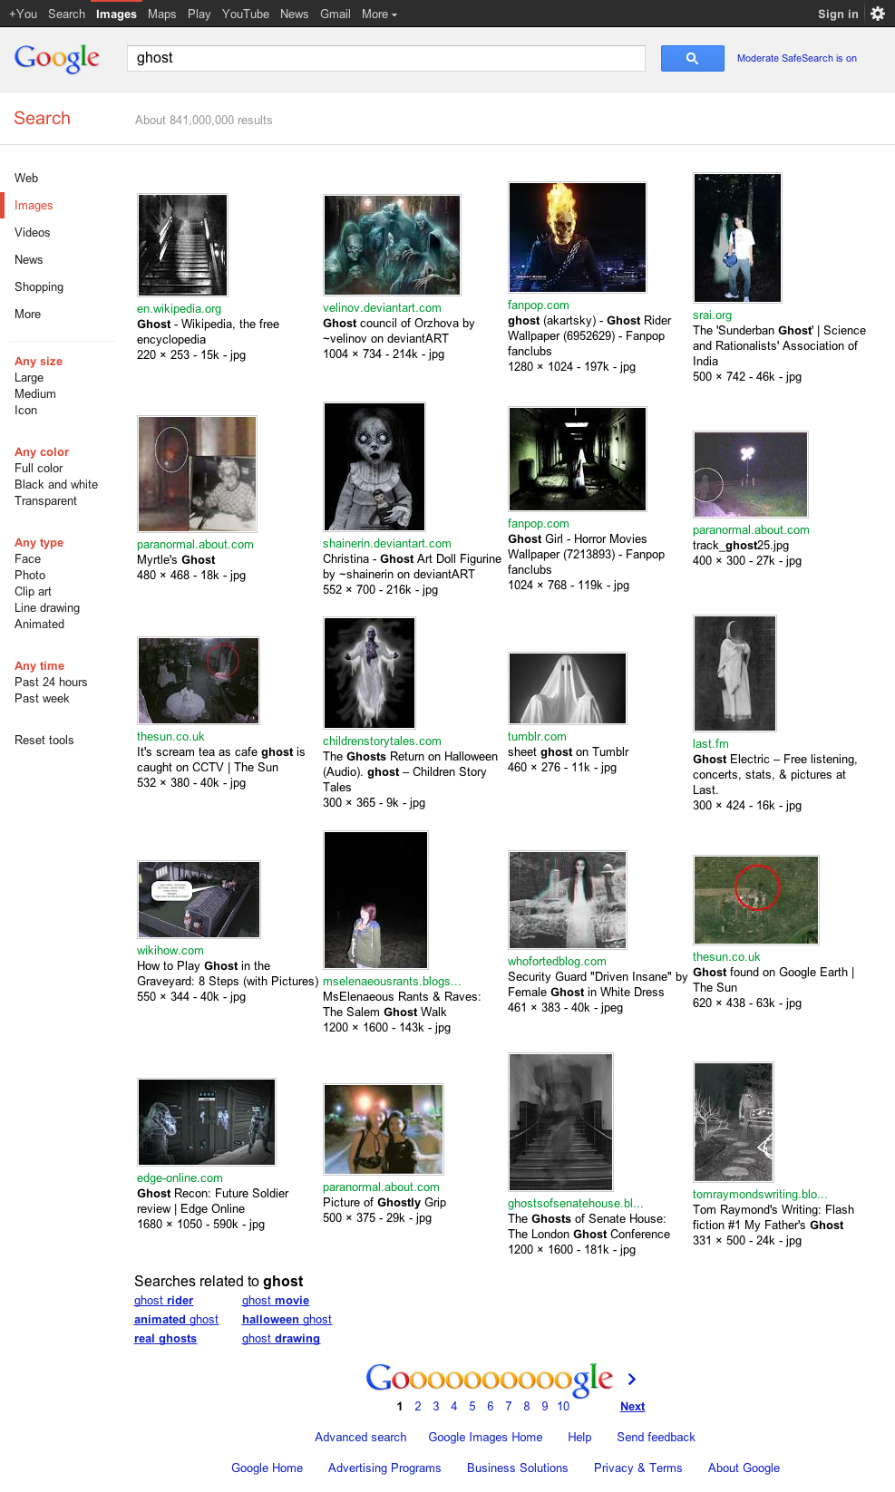 +You Search Images Maps Play YouTube News Gmail More Sign in
Google ghost Moderate SafeSearch is on
Search About 841,000,000 results
Web
Images
Videos
News
Shopping
More
Any size
Large
Medium
Icon
Any color
Full color
Black and white
Transparent
Any type
Face
Photo
Clip art
Line drawing
Animated
Any time
Past 24 hours
Past week
Reset tools
en.wikipedia.org
Ghost - Wikipedia, the free
encyclopedia
220 × 253 - 15k - jpg
velinov.deviantart.com
Ghost council of Orzhova by
~velinov on deviantART
1004 × 734 - 214k - jpg
fanpop.com
ghost (akartsky) - Ghost Rider
Wallpaper (6952629) - Fanpop
fanclubs
1280 × 1024 - 197k - jpg
srai.org
The 'Sunderban Ghost' | Science
and Rationalists' Association of
India
500 × 742 - 46k - jpg
paranormal.about.com
Myrtle's Ghost
480 × 468 - 18k - jpg
shainerin.deviantart.com
Christina - Ghost Art Doll Figurine
by ~shainerin on deviantART
552 × 700 - 216k - jpg
fanpop.com
Ghost Girl - Horror Movies
Wallpaper (7213893) - Fanpop
fanclubs
1024 × 768 - 119k - jpg
paranormal.about.com
track_ghost25.jpg
400 × 300 - 27k - jpg
thesun.co.uk
It's scream tea as cafe ghost is
caught on CCTV | The Sun
532 × 380 - 40k - jpg
childrenstorytales.com
The Ghosts Return on Halloween
(Audio). ghost – Children Story
Tales
300 × 365 - 9k - jpg
tumblr.com
sheet ghost on Tumblr
460 × 276 - 11k - jpg
last.fm
Ghost Electric – Free listening,
concerts, stats, & pictures at
Last.
300 × 424 - 16k - jpg
wikihow.com
How to Play Ghost in the
Graveyard: 8 Steps (with Pictures)
550 × 344 - 40k - jpg
mselenaeousrants.blogs...
MsElenaeous Rants & Raves:
The Salem Ghost Walk
1200 × 1600 - 143k - jpg
whofortedblog.com
Security Guard "Driven Insane" by
Female Ghost in White Dress
461 × 383 - 40k - jpeg
thesun.co.uk
Ghost found on Google Earth |
The Sun
620 × 438 - 63k - jpg
edge-online.com
Ghost Recon: Future Soldier
review | Edge Online
1680 × 1050 - 590k - jpg
paranormal.about.com
Picture of Ghostly Grip
500 × 375 - 29k - jpg
ghostsofsenatehouse.bl...
The Ghosts of Senate House:
The London Ghost Conference
1200 × 1600 - 181k - jpg
tomraymondswriting.blo...
Tom Raymond's Writing: Flash
fiction #1 My Father's Ghost
331 × 500 - 24k - jpg
Searches related to ghost
ghost rider ghost movie
animated ghost halloween ghost
real ghosts ghost drawing
Goooooooooogle >
1 2 3 4 5 6 7 8 9 10 Next
Advanced search Google Images Home Help Send feedback
Google Home Advertising Programs Business Solutions Privacy & Terms About Google